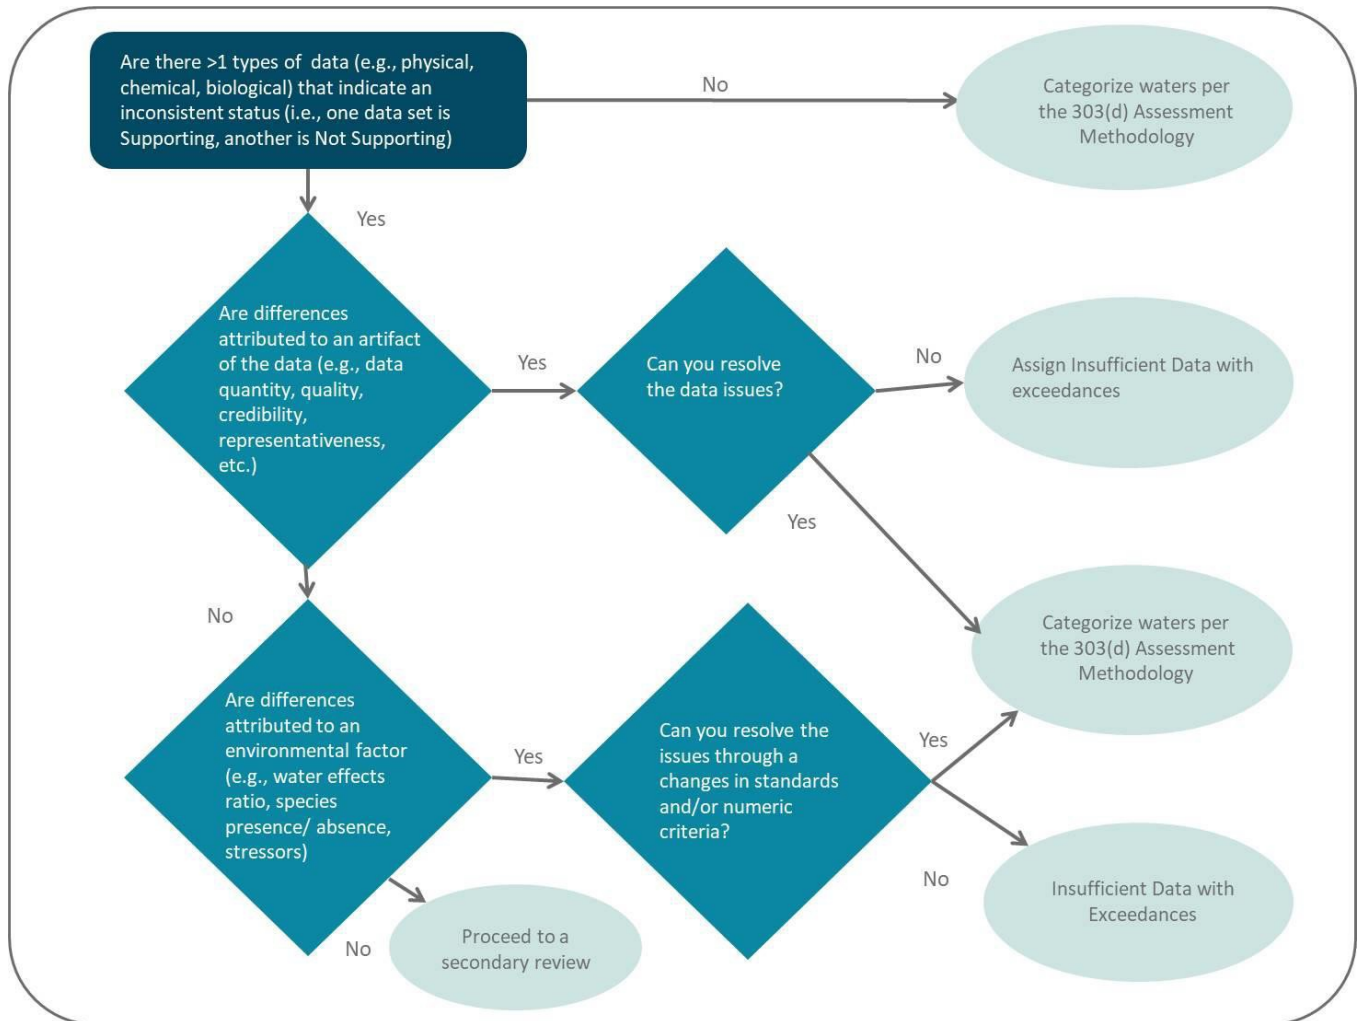 Are there >1 types of data (e.g., physical,
chemical, biological) that indicate an
inconsistent status (i.e., one data set is
Supporting, another is Not Supporting)
No
Categorize waters per
the 303(d) Assessment
Methodology
Yes
Are differences
attributed to an artifact
of the data (e.g., data
quantity, quality,
credibility,
representativeness,
etc.)
Yes
Can you resolve
the data issues?
No
Assign Insufficient Data with
exceedances
Yes
Categorize waters per
the 303(d) Assessment
Methodology
No
Are differences
attributed to an
environmental factor
(e.g., water effects
ratio, species
presence/ absence,
stressors)
Yes
Can you resolve the
issues through a
changes in standards
and/or numeric
criteria?
Yes
No
Insufficient Data with
Exceedances
No
Proceed to a
secondary review